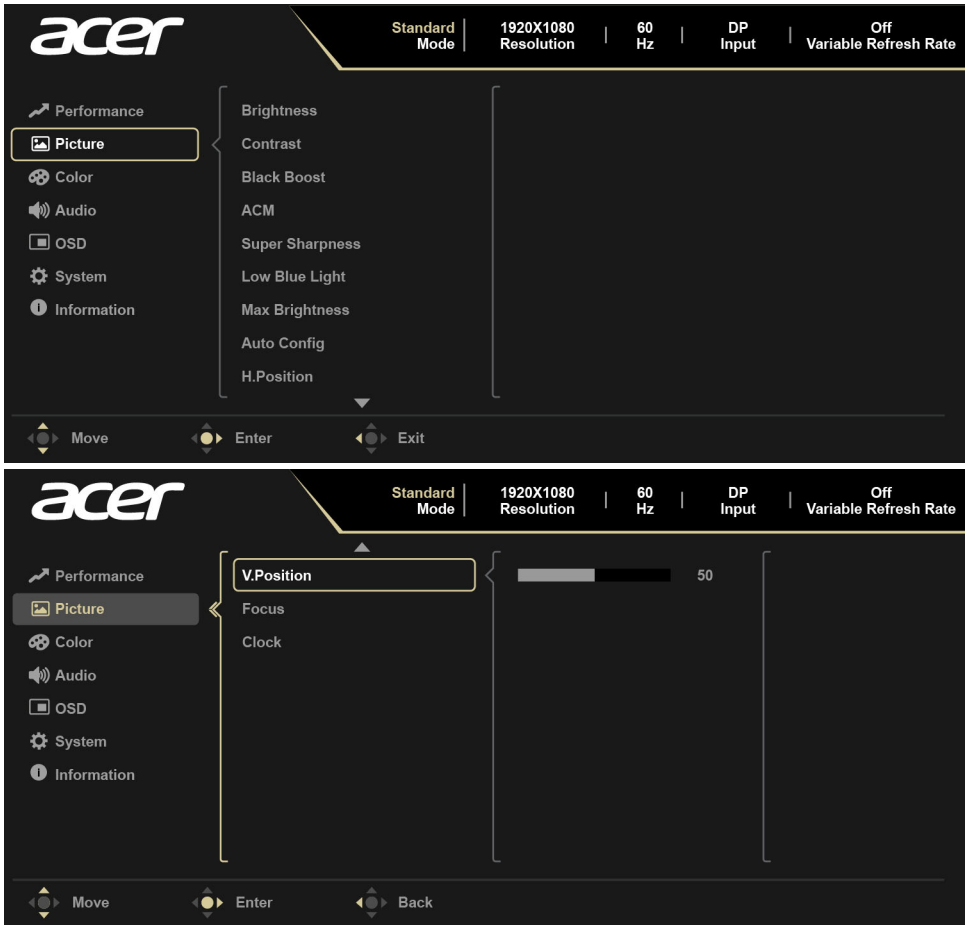 acer
Standard Mode
1920X1080 Resolution
60 Hz
DP Input
Off Variable Refresh Rate
Performance
Picture
Color
Audio
OSD
System
Information
Brightness
Contrast
Black Boost
ACM
Super Sharpness
Low Blue Light
Max Brightness
Auto Config
H.Position
Move
Enter
Exit
acer
Standard Mode
1920X1080 Resolution
60 Hz
DP Input
Off Variable Refresh Rate
Performance
Picture
Color
Audio
OSD
System
Information
V.Position
50
Focus
Clock
Move
Enter
Back